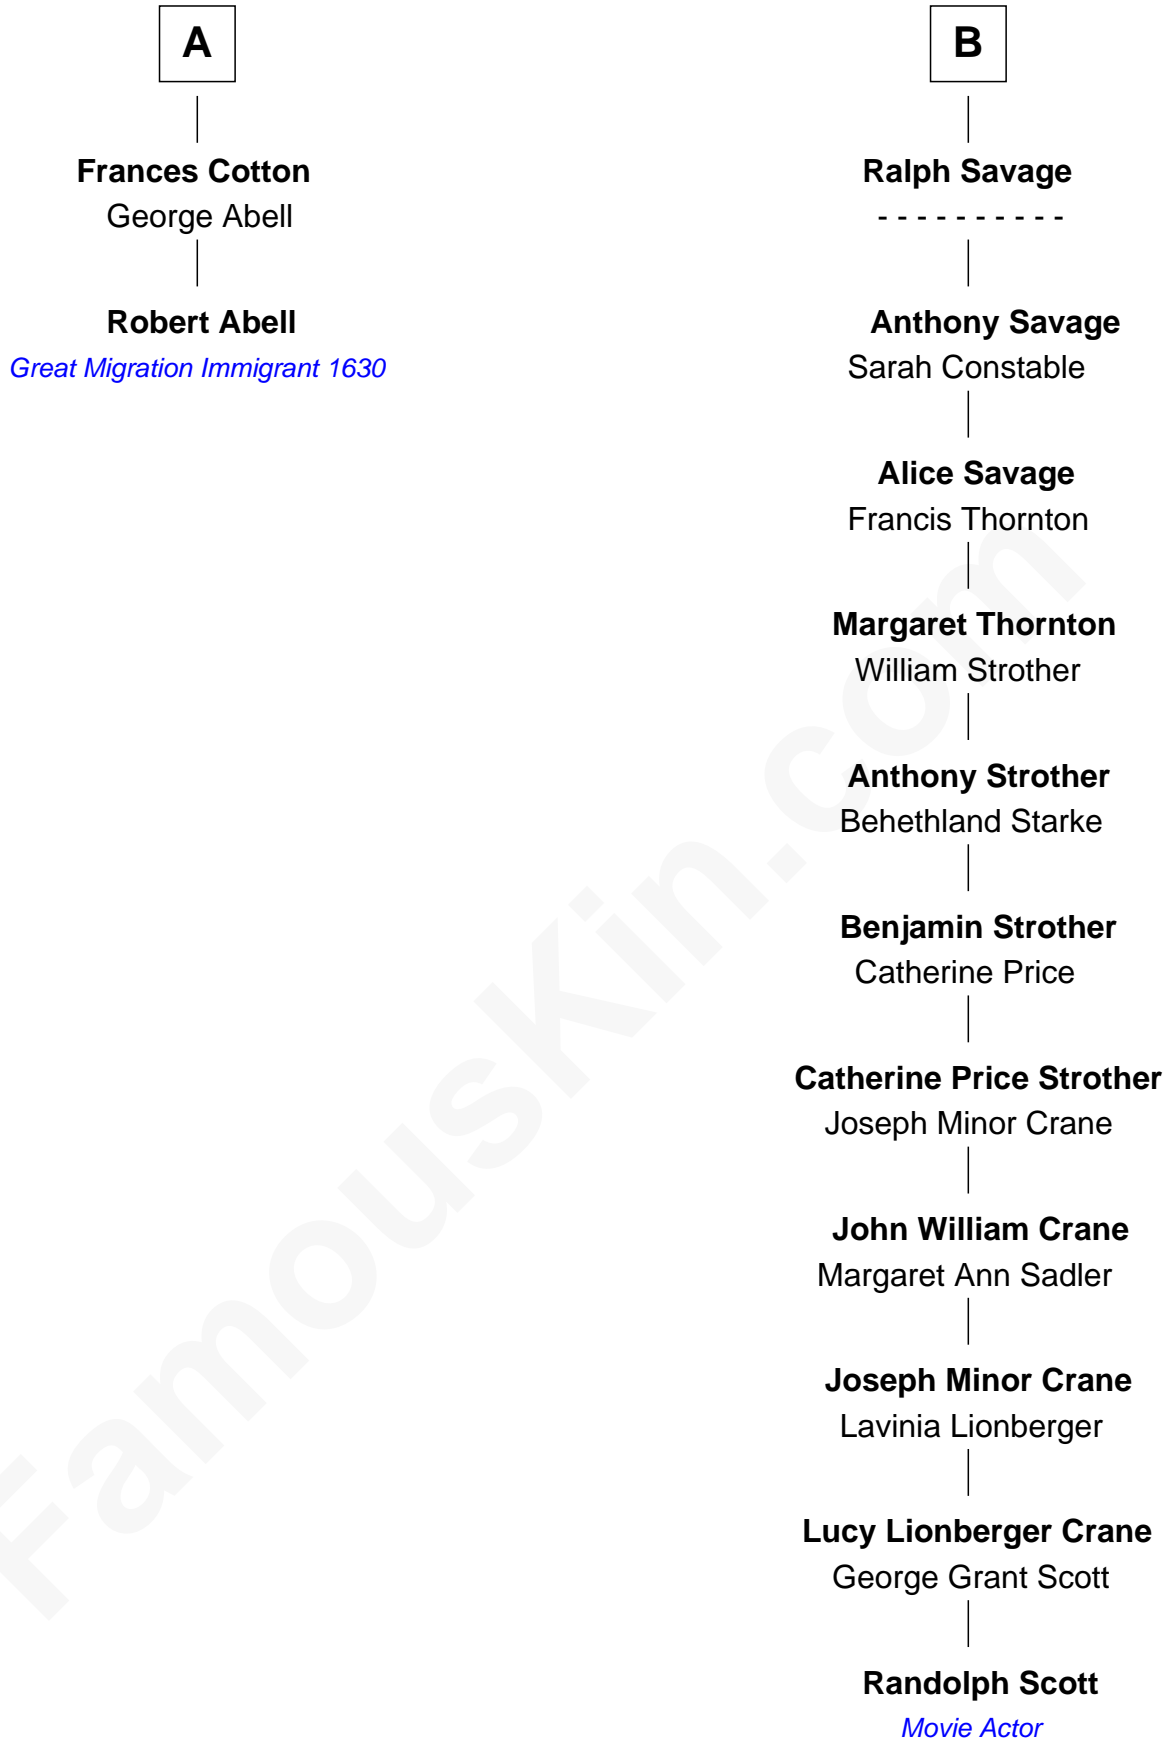 A
Frances Cotton
George Abell
Robert Abell
Great Migration Immigrant 1630
B
Ralph Savage
- - - - - - - - - -
Anthony Savage
Sarah Constable
Alice Savage
Francis Thornton
Margaret Thornton
William Strother
Anthony Strother
Behethland Starke
Benjamin Strother
Catherine Price
Catherine Price Strother
Joseph Minor Crane
John William Crane
Margaret Ann Sadler
Joseph Minor Crane
Lavinia Lionberger
Lucy Lionberger Crane
George Grant Scott
Randolph Scott
Movie Actor
FamousKin.com